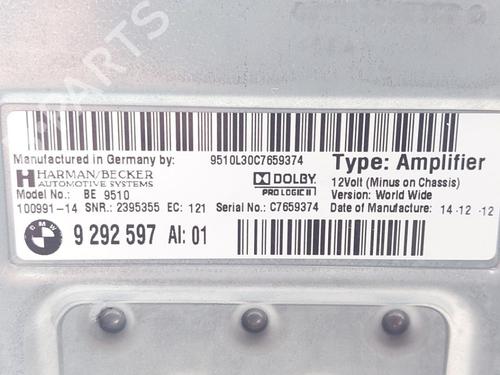 PARTS
Manufactured in Germany by: 9510L30C7659374 Type: Amplifier
HARMAN/BECKER AUTOMOTIVE SYSTEMS DOLBY PRO LOGIC II 12Volt (Minus on Chassis)
Model No.: BE 9510 Version: World Wide
100991-14 SNR.: 2395355 EC: 121 Serial No.: C7659374 Date of Manufacture: 14 12 12
BMW 9 292 597 AI: 01